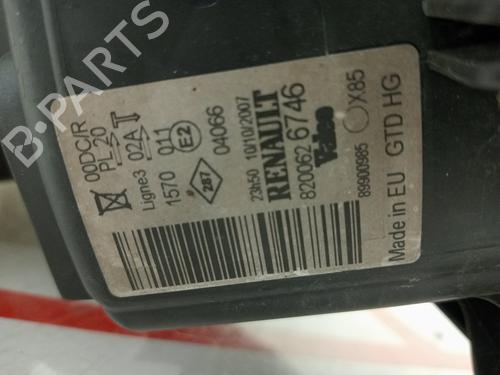 00DC/R
PL 20
Ligne3 02A
1570 011 E2
287 04066
23h50 10/10/2007
RENAULT
Valeo
820062 6746
89900985 X85
Made in EU GTD HG
B-PARTS